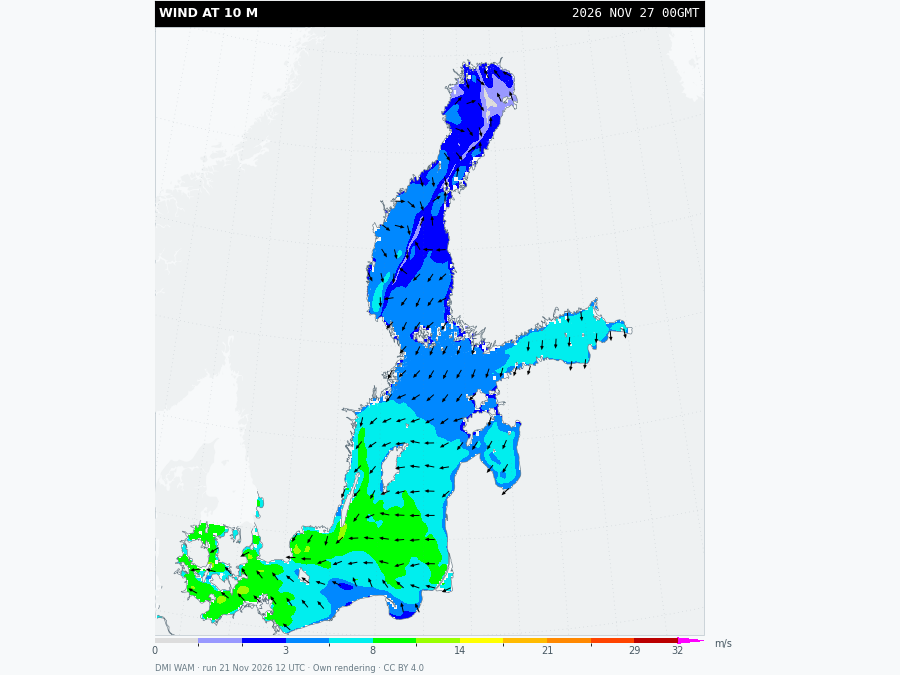 WIND AT 10 M 2026 NOV 27 00GMT
0 3 8 14 21 29 32 m/s
DMI WAM · run 21 Nov 2026 12 UTC · Own rendering · CC BY 4.0